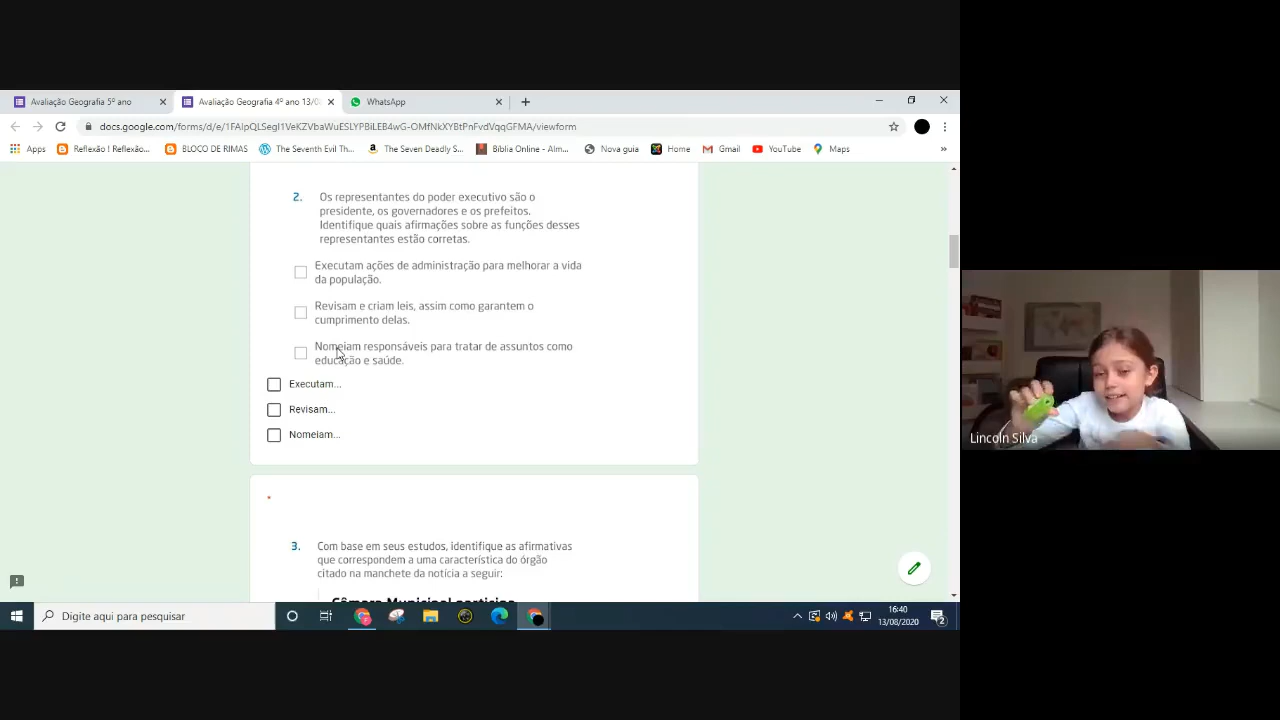 Avaliação Geografia 5º ano
Avaliação Geografia 4º ano 13/0
WhatsApp
docs.google.com/forms/d/e/
/viewform
Apps
Reflexão ! Reflexão...
BLOCO DE RIMAS
The Seventh Evil Th...
The Seven Deadly S...
Bíblia Online - Alm...
Nova guia
Home
Gmail
YouTube
Maps
»
2. Os representantes do poder executivo são o
presidente, os governadores e os prefeitos.
Identifique quais afirmações sobre as funções desses
representantes estão corretas.
Executam ações de administração para melhorar a vida
da população.
Revisam e criam leis, assim como garantem o
cumprimento delas.
Nomeiam responsáveis para tratar de assuntos como
educação e saúde.
Executam...
Revisam...
Nomeiam...
*
3. Com base em seus estudos, identifique as afirmativas
que correspondem a uma característica do órgão
citado na manchete da notícia a seguir:
Câmara Municipal participa
Lincoln Silva
Digite aqui para pesquisar
16:40
13/08/2020
2